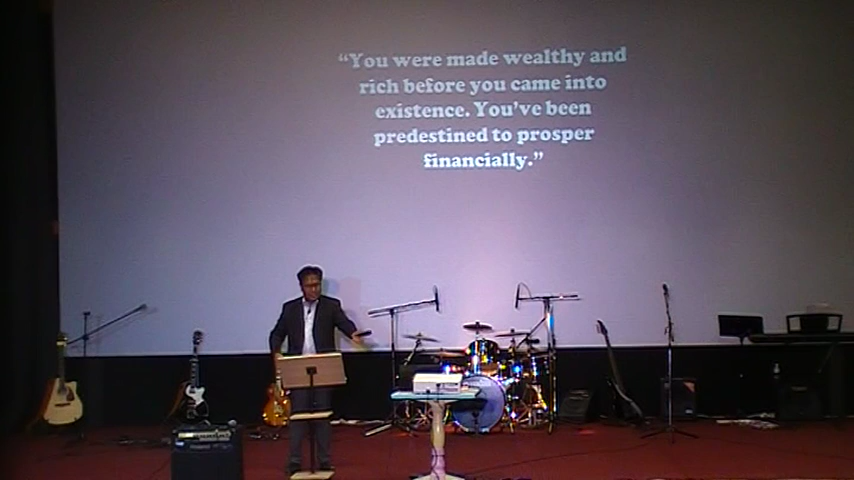 “You were made wealthy and
rich before you came into
existence. You’ve been
predestined to prosper
financially.”